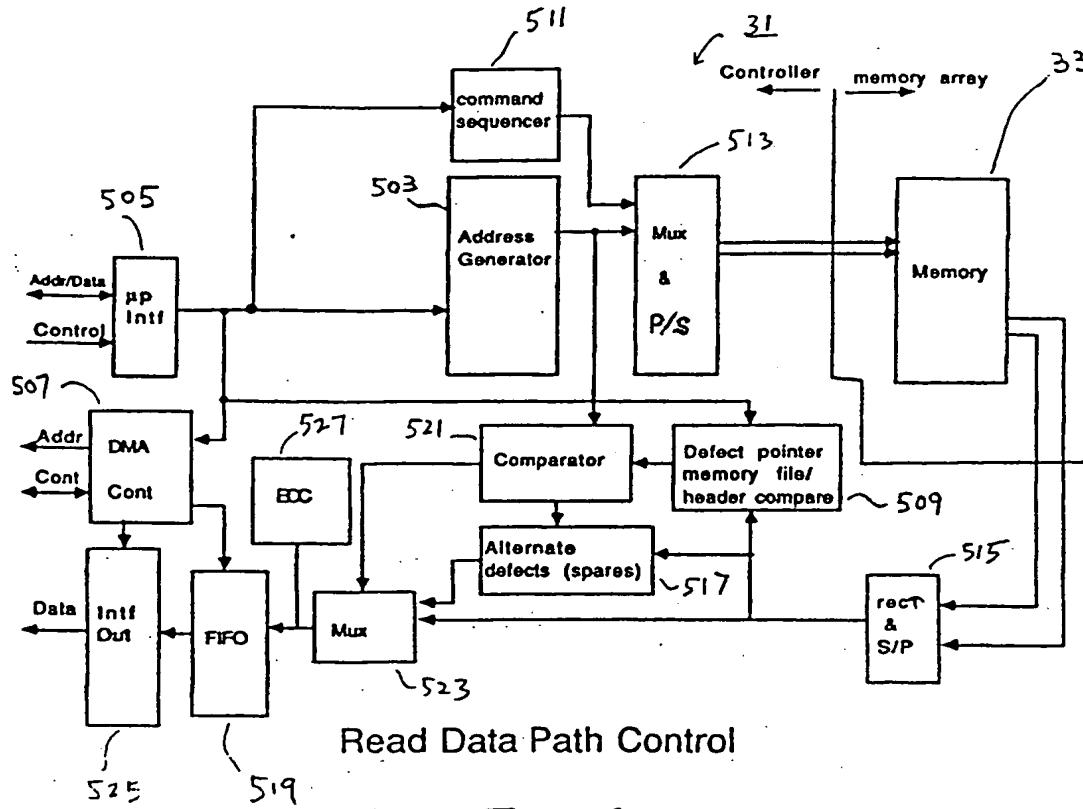 511
31
33
Controller
memory array
command
sequencer
513
503
505
Address
Generator
Mux
&
P/S
Memory
Addr/Data
μp
Intf
Control
507
Addr
DMA
Cont
Cont
527
ECC
521
Comparator
Defect pointer
memory file/
header compare
509
Alternate
defects (spares)
517
515
rect
&
S/P
Data
Intf
Out
FIFO
Mux
523
Read Data Path Control
525
519